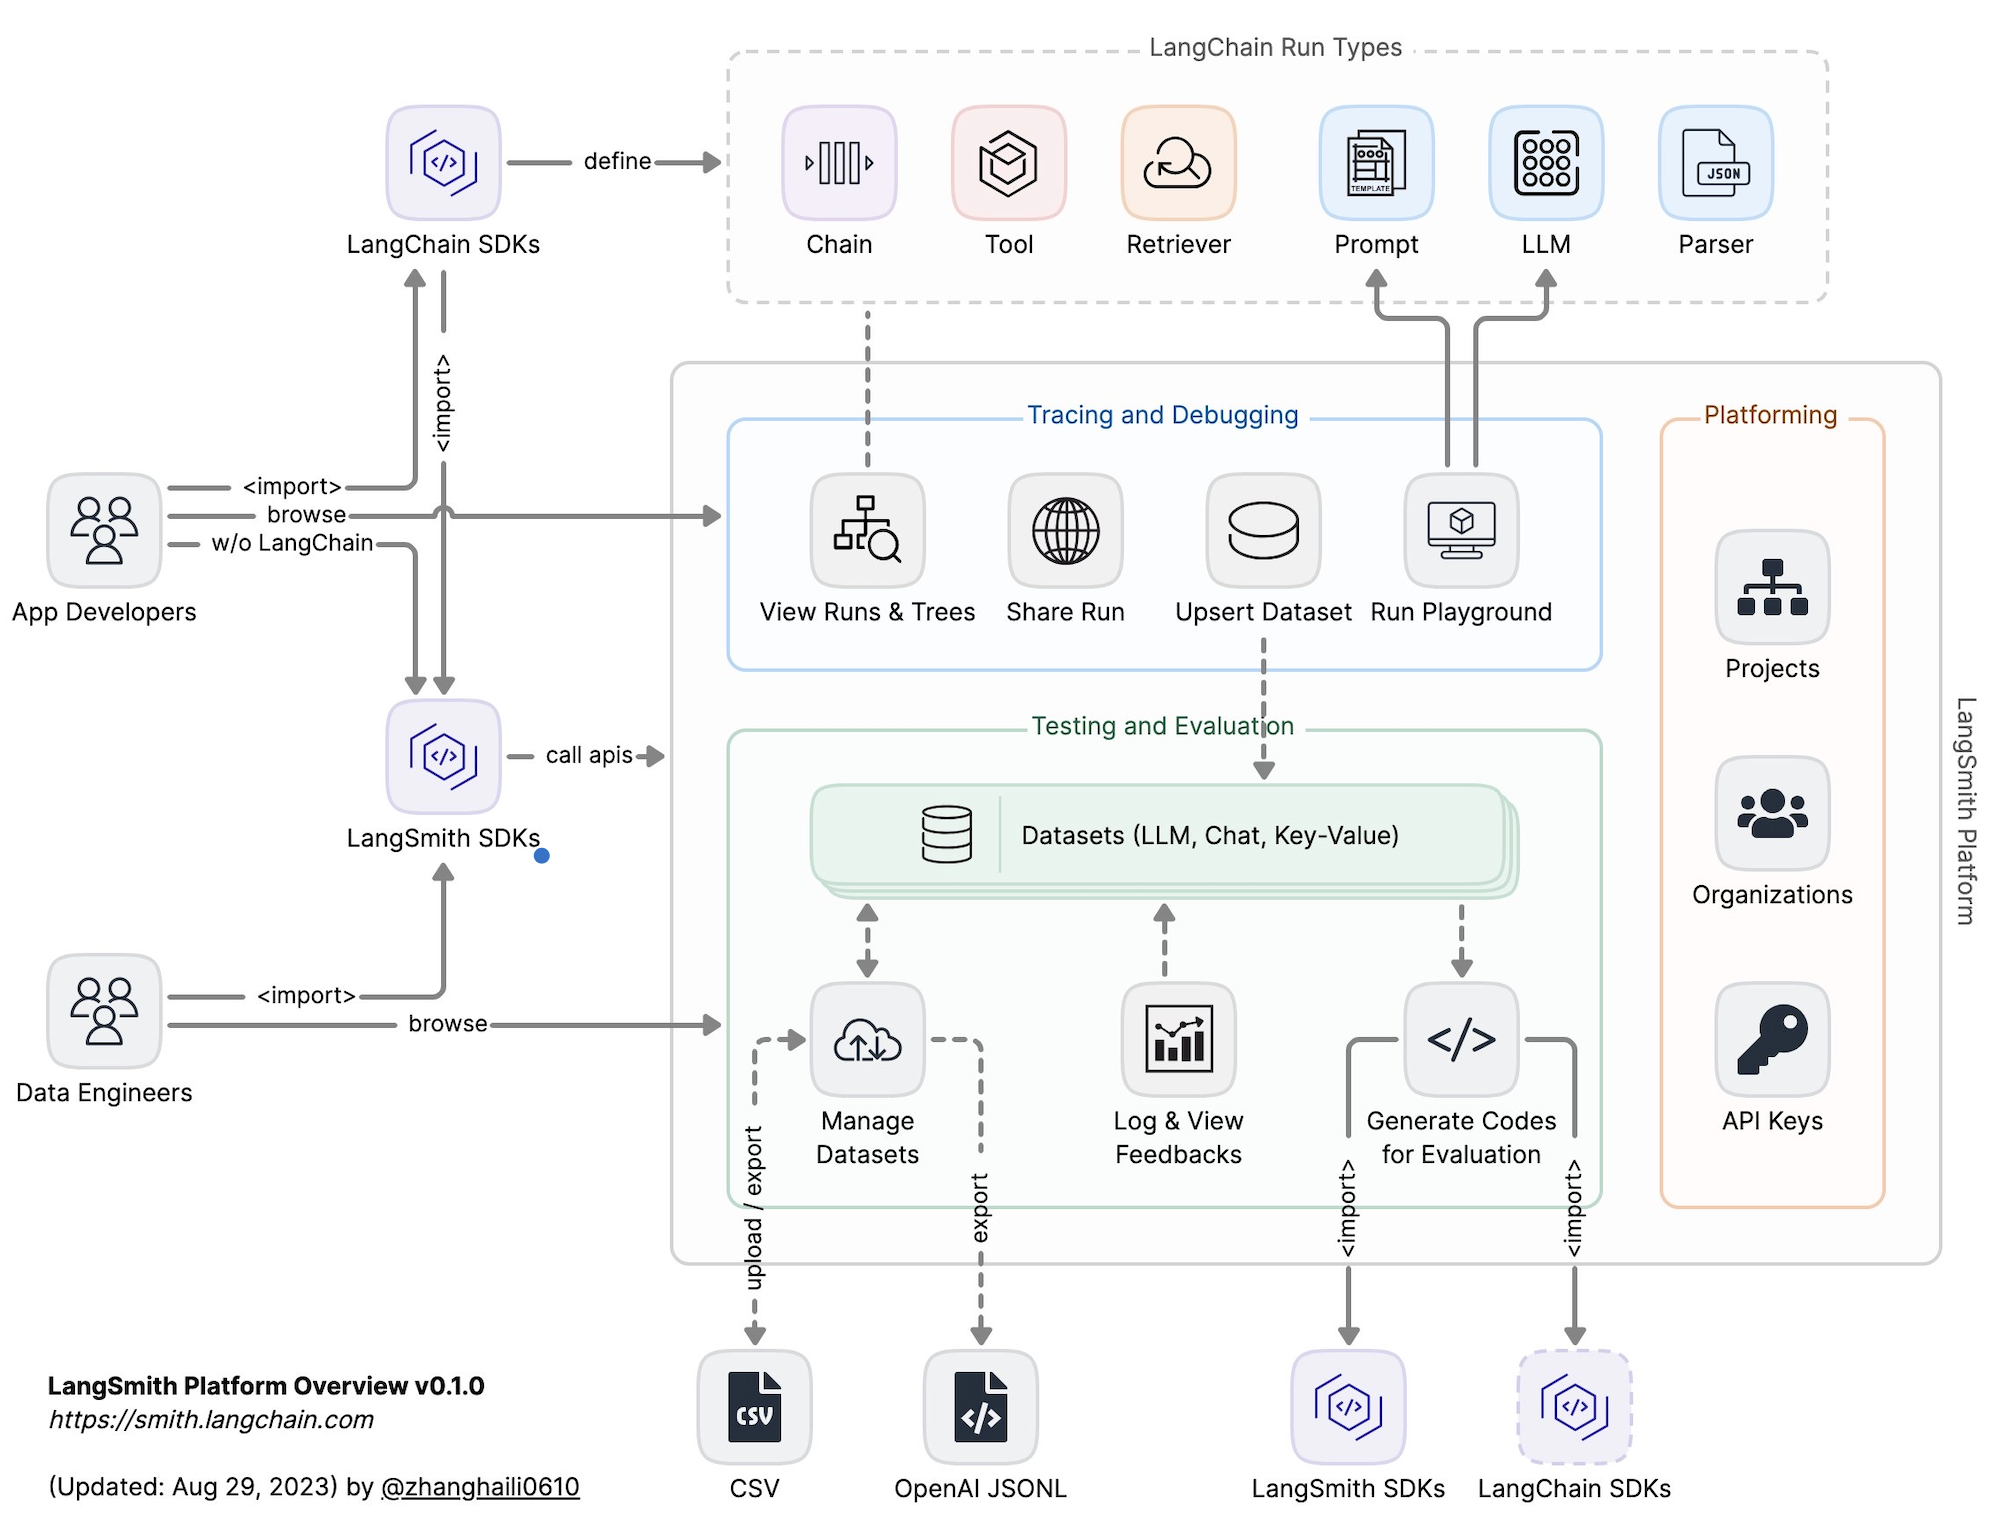 LangChain Run Types
TEMPLATE
JSON
define
LangChain SDKs
Chain
Tool
Retriever
Prompt
LLM
Parser
<import>
Tracing and Debugging
Platforming
<import>
browse
w/o LangChain
App Developers
View Runs & Trees
Share Run
Upsert Dataset
Run Playground
Projects
LangSmith Platform
Testing and Evaluation
call apis
LangSmith SDKs
Datasets (LLM, Chat, Key-Value)
Organizations
<import>
browse
Data Engineers
Manage
Datasets
Log & View
Feedbacks
Generate Codes
for Evaluation
API Keys
upload / export
export
<import>
<import>
CSV
CSV
OpenAI JSONL
LangSmith SDKs
LangChain SDKs
LangSmith Platform Overview v0.1.0
https://smith.langchain.com
(Updated: Aug 29, 2023) by @zhanghaili0610